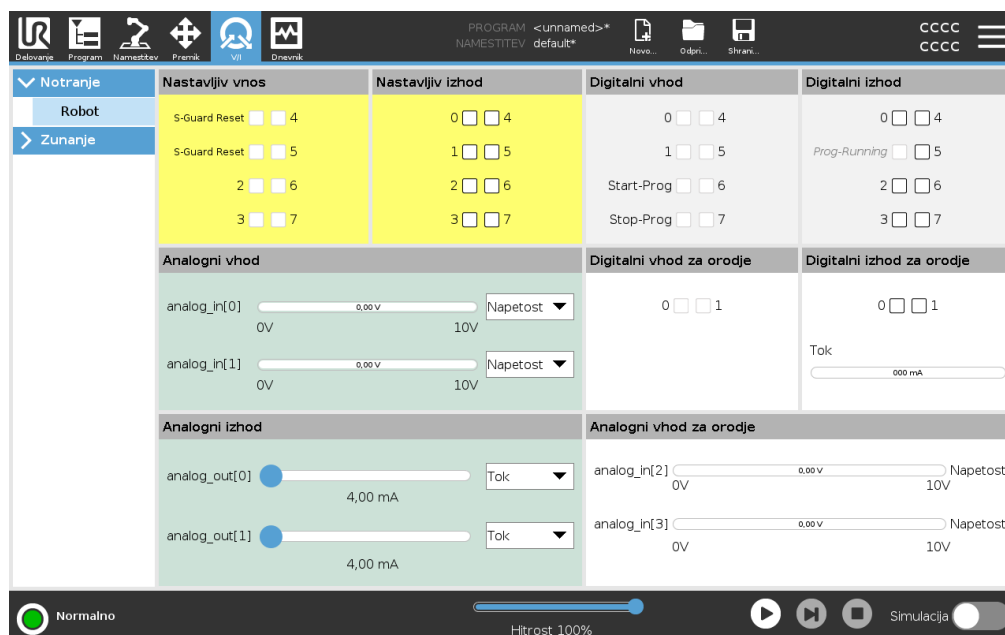 PROGRAM <unnamed>*
NAMESTITEV default*
CCCC
CCCC
Delovanje Program Namestitev Premik V/I Dnevnik Novo... Odpri... Shrani...
Notranje
Robot
Zunanje
Nastavljiv vnos
S-Guard Reset 4
S-Guard Reset 5
2 6
3 7
Nastavljiv izhod
0 4
1 5
2 6
3 7
Digitalni vhod
0 4
1 5
Start-Prog 6
Stop-Prog 7
Digitalni izhod
0 4
Prog-Running 5
2 6
3 7
Analogni vhod
analog_in[0] 0,00 V Napetost
0V 10V
analog_in[1] 0,00 V Napetost
0V 10V
Digitalni vhod za orodje
0 1
Digitalni izhod za orodje
0 1
Tok
000 mA
Analogni izhod
analog_out[0] Tok
4,00 mA
analog_out[1] Tok
4,00 mA
Analogni vhod za orodje
analog_in[2] 0,00 V Napetost
0V 10V
analog_in[3] 0,00 V Napetost
0V 10V
Normalno
Hitrost 100%
Simulacija